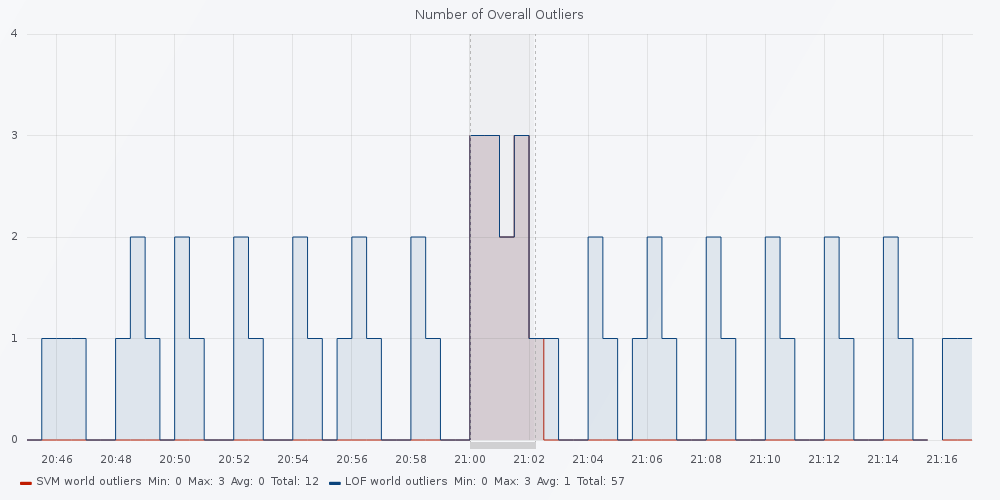 Number of Overall Outliers
4
3
2
1
0
20:46 20:48 20:50 20:52 20:54 20:56 20:58 21:00 21:02 21:04 21:06 21:08 21:10 21:12 21:14 21:16
SVM world outliers Min: 0 Max: 3 Avg: 0 Total: 12 LOF world outliers Min: 0 Max: 3 Avg: 1 Total: 57